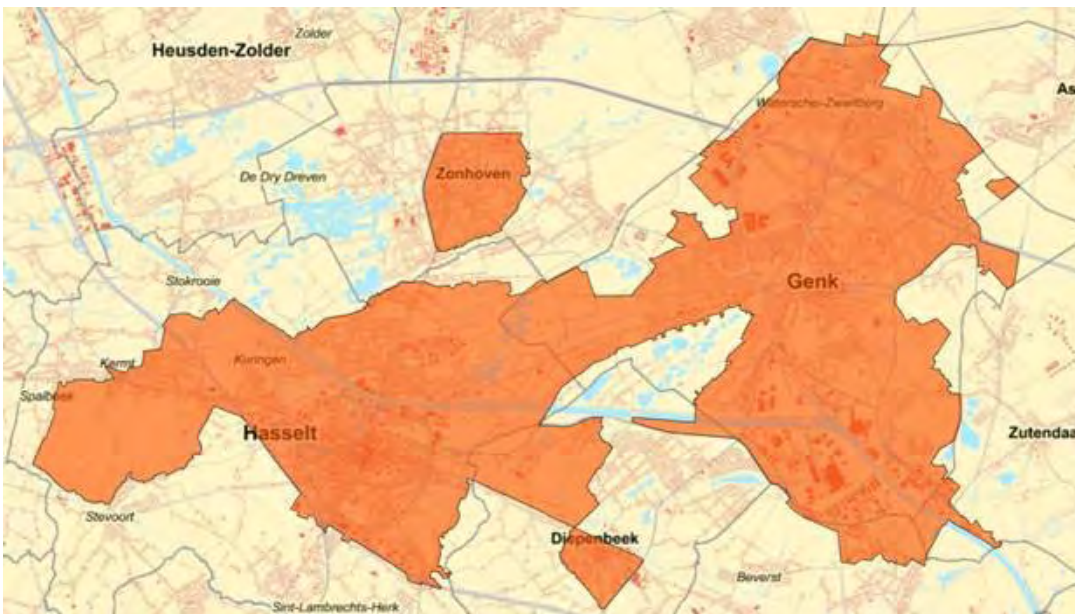 Zolder
Heusden-Zolder
As
Waterschei-Zwartberg
De Dry Dreven
Zonhoven
Stokrooie
Genk
Kuringen
Kermt
Spalbeek
Hasselt
Zutendaa
Stevoort
Diepenbeek
Beverst
Sint-Lambrechts-Herk